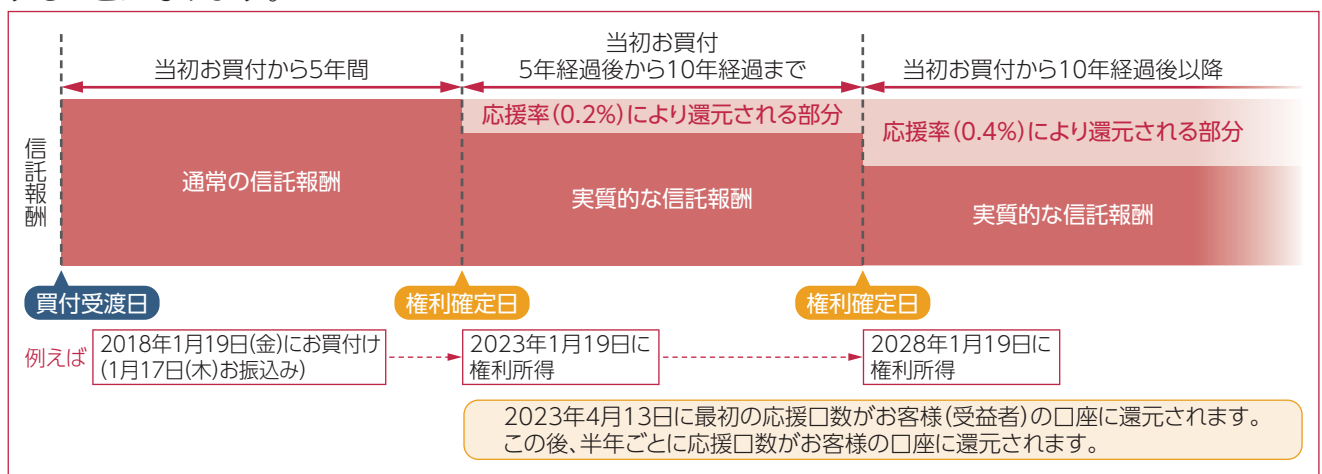 当初お買付から5年間
当初お買付
5年経過後から10年経過まで
当初お買付から10年経過後以降
信託報酬
通常の信託報酬
応援率(0.2%)により還元される部分
実質的な信託報酬
応援率(0.4%)により還元される部分
実質的な信託報酬
買付受渡日
権利確定日
権利確定日
例えば
2018年1月19日(金)にお買付け
(1月17日(木)お振込み)
2023年1月19日に
権利所得
2028年1月19日に
権利所得
2023年4月13日に最初の応援口数がお客様(受益者)の口座に還元されます。
この後、半年ごとに応援口数がお客様の口座に還元されます。